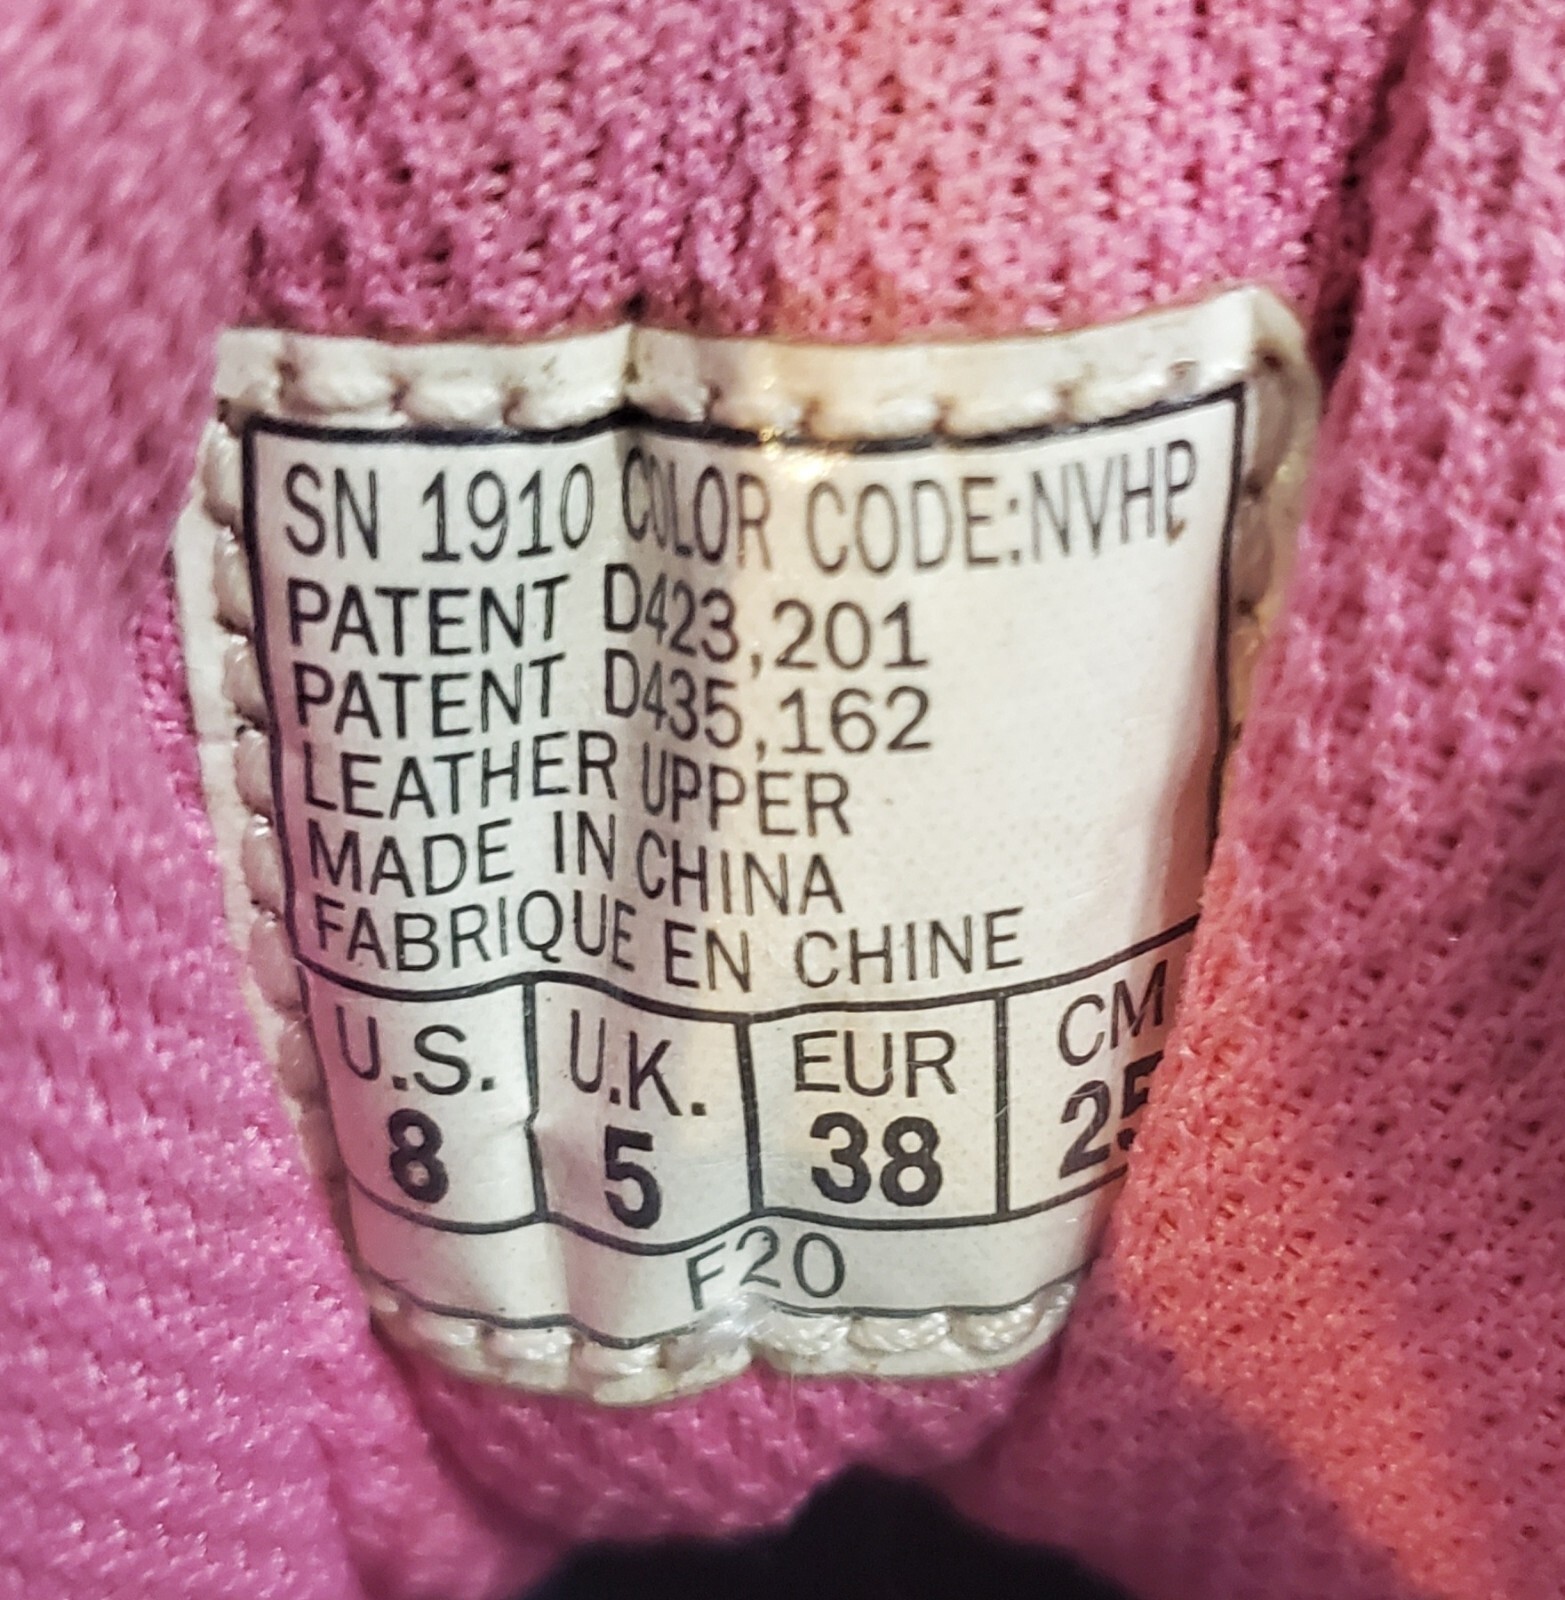 SN 1910 COLOR CODE:NVHP
PATENT D423,201
PATENT D435,162
LEATHER UPPER
MADE IN CHINA
FABRIQUE EN CHINE
U.S. U.K. EUR CM
8 5 38 25
F20